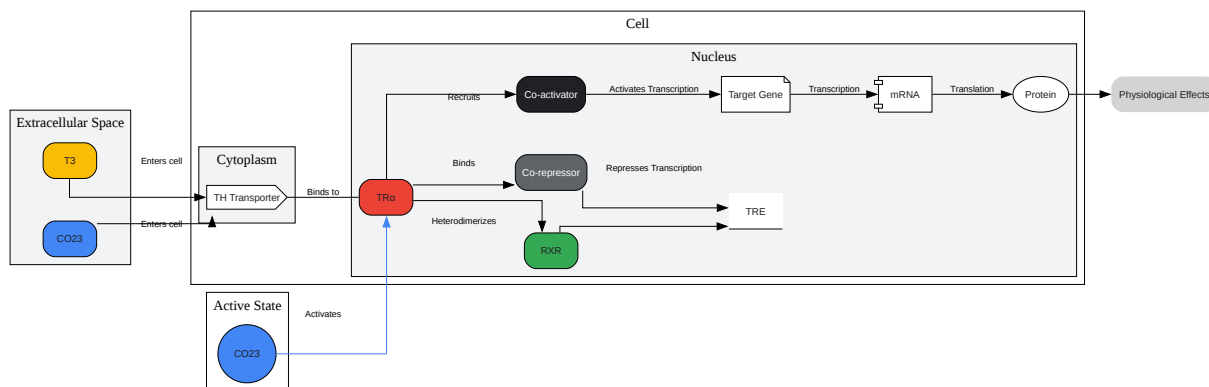 Cell
Nucleus
Recruits
Co-activator
Activates Transcription
Target Gene
Transcription
mRNA
Translation
Protein
Physiological Effects
Extracellular Space
T3
Enters cell
Cytoplasm
TH Transporter
Binds to
TRα
Binds
Co-repressor
Represses Transcription
TRE
CO23
Enters cell
Heterodimerizes
RXR
Active State
Activates
CO23